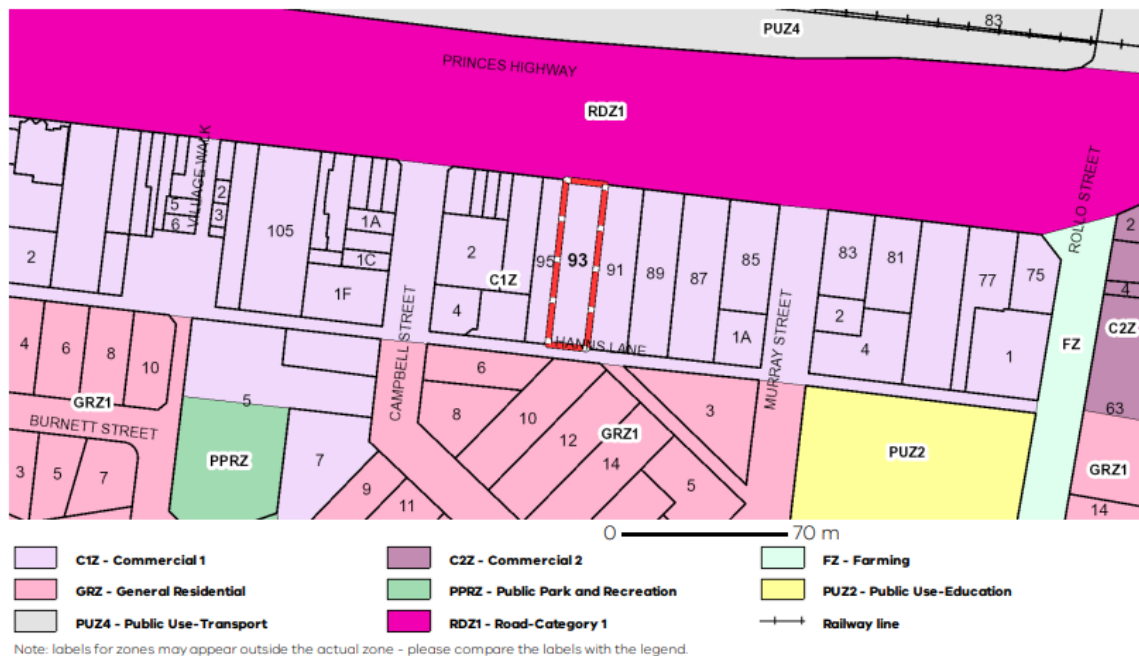 83
PUZ4
PRINCES HIGHWAY
RDZ1
VILLAGE WALK
ROLLO STREET
2
5
6
2
3
105
1A
1C
1F
2
4
C1Z
95
93
91
89
87
85
1A
83
2
81
4
77
75
1
2
4
C2Z
FZ
63
HANNS LANE
CAMPBELL STREET
MURRAY STREET
4
6
8
10
GRZ1
5
BURNETT STREET
3
5
7
PPRZ
7
9
11
6
8
10
12
14
GRZ1
3
5
PUZ2
GRZ1
14
0 70 m
C1Z - Commercial 1
C2Z - Commercial 2
FZ - Farming
GRZ - General Residential
PPRZ - Public Park and Recreation
PUZ2 - Public Use-Education
PUZ4 - Public Use-Transport
RDZ1 - Road-Category 1
Railway line
Note: labels for zones may appear outside the actual zone - please compare the labels with the legend.